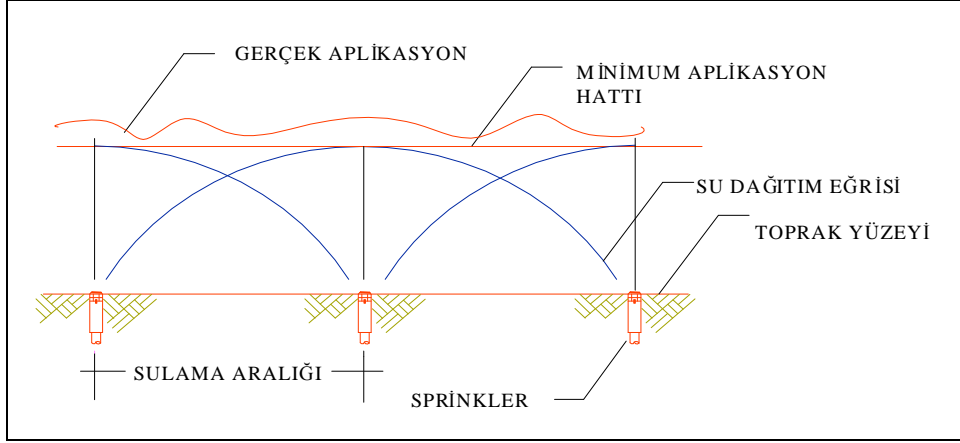 GERÇEK APLİKASYON
MİNİMUM APLİKASYON
HATTI
SU DAĞITIM EĞRİSİ
TOPRAK YÜZEYİ
SULAMA ARALIĞI
SPRİNKLER